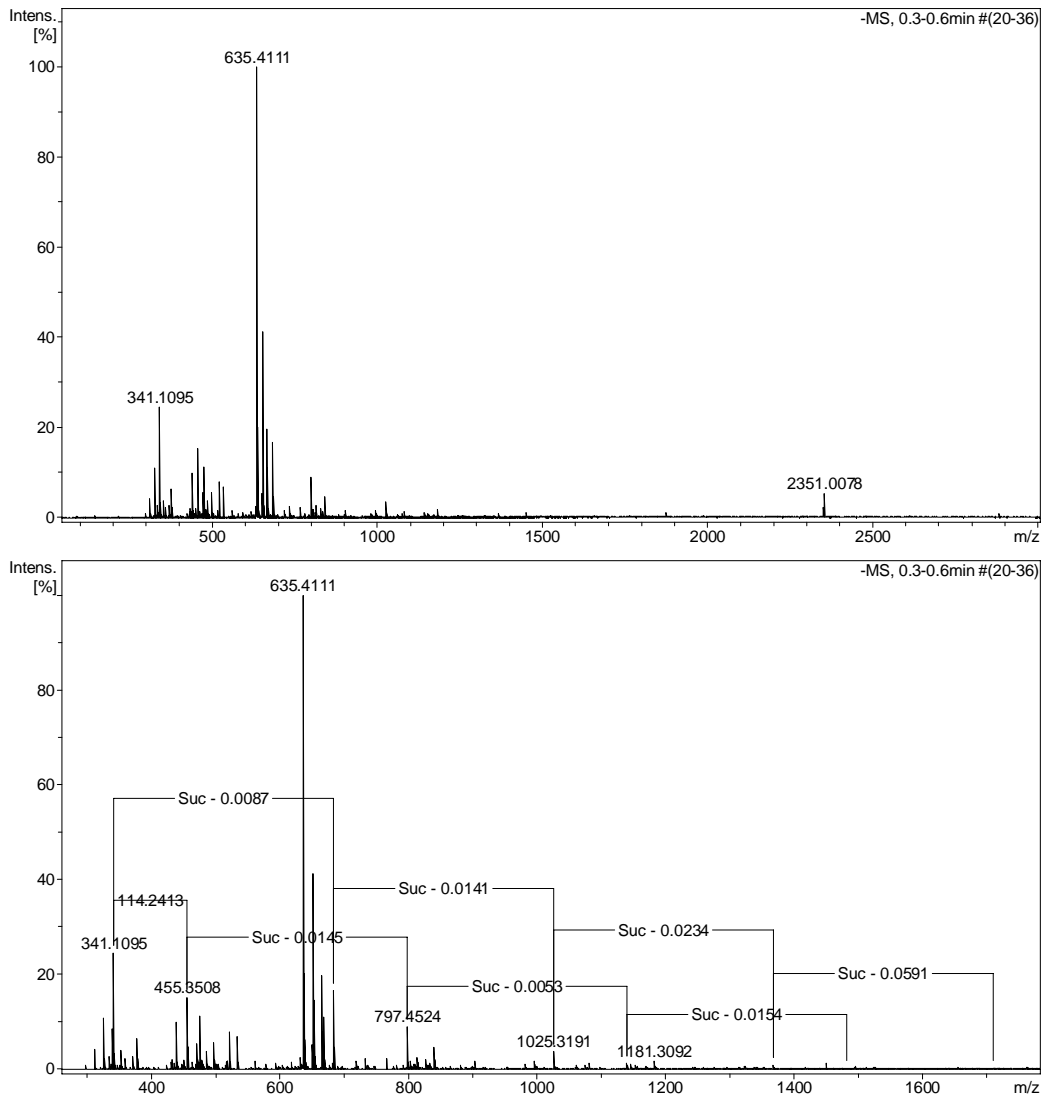 Intens.
[%]
-MS, 0.3-0.6min #(20-36)
100
80
60
40
20
0
635.4111
341.1095
2351.0078
500
1000
1500
2000
2500
m/z
Intens.
[%]
-MS, 0.3-0.6min #(20-36)
635.4111
80
60
40
20
0
Suc - 0.0087
Suc - 0.0141
114.2413
Suc - 0.0234
Suc - 0.0145
341.1095
Suc - 0.0591
Suc - 0.0053
455.3508
Suc - 0.0154
797.4524
1025.3191
1181.3092
400
600
800
1000
1200
1400
1600
m/z